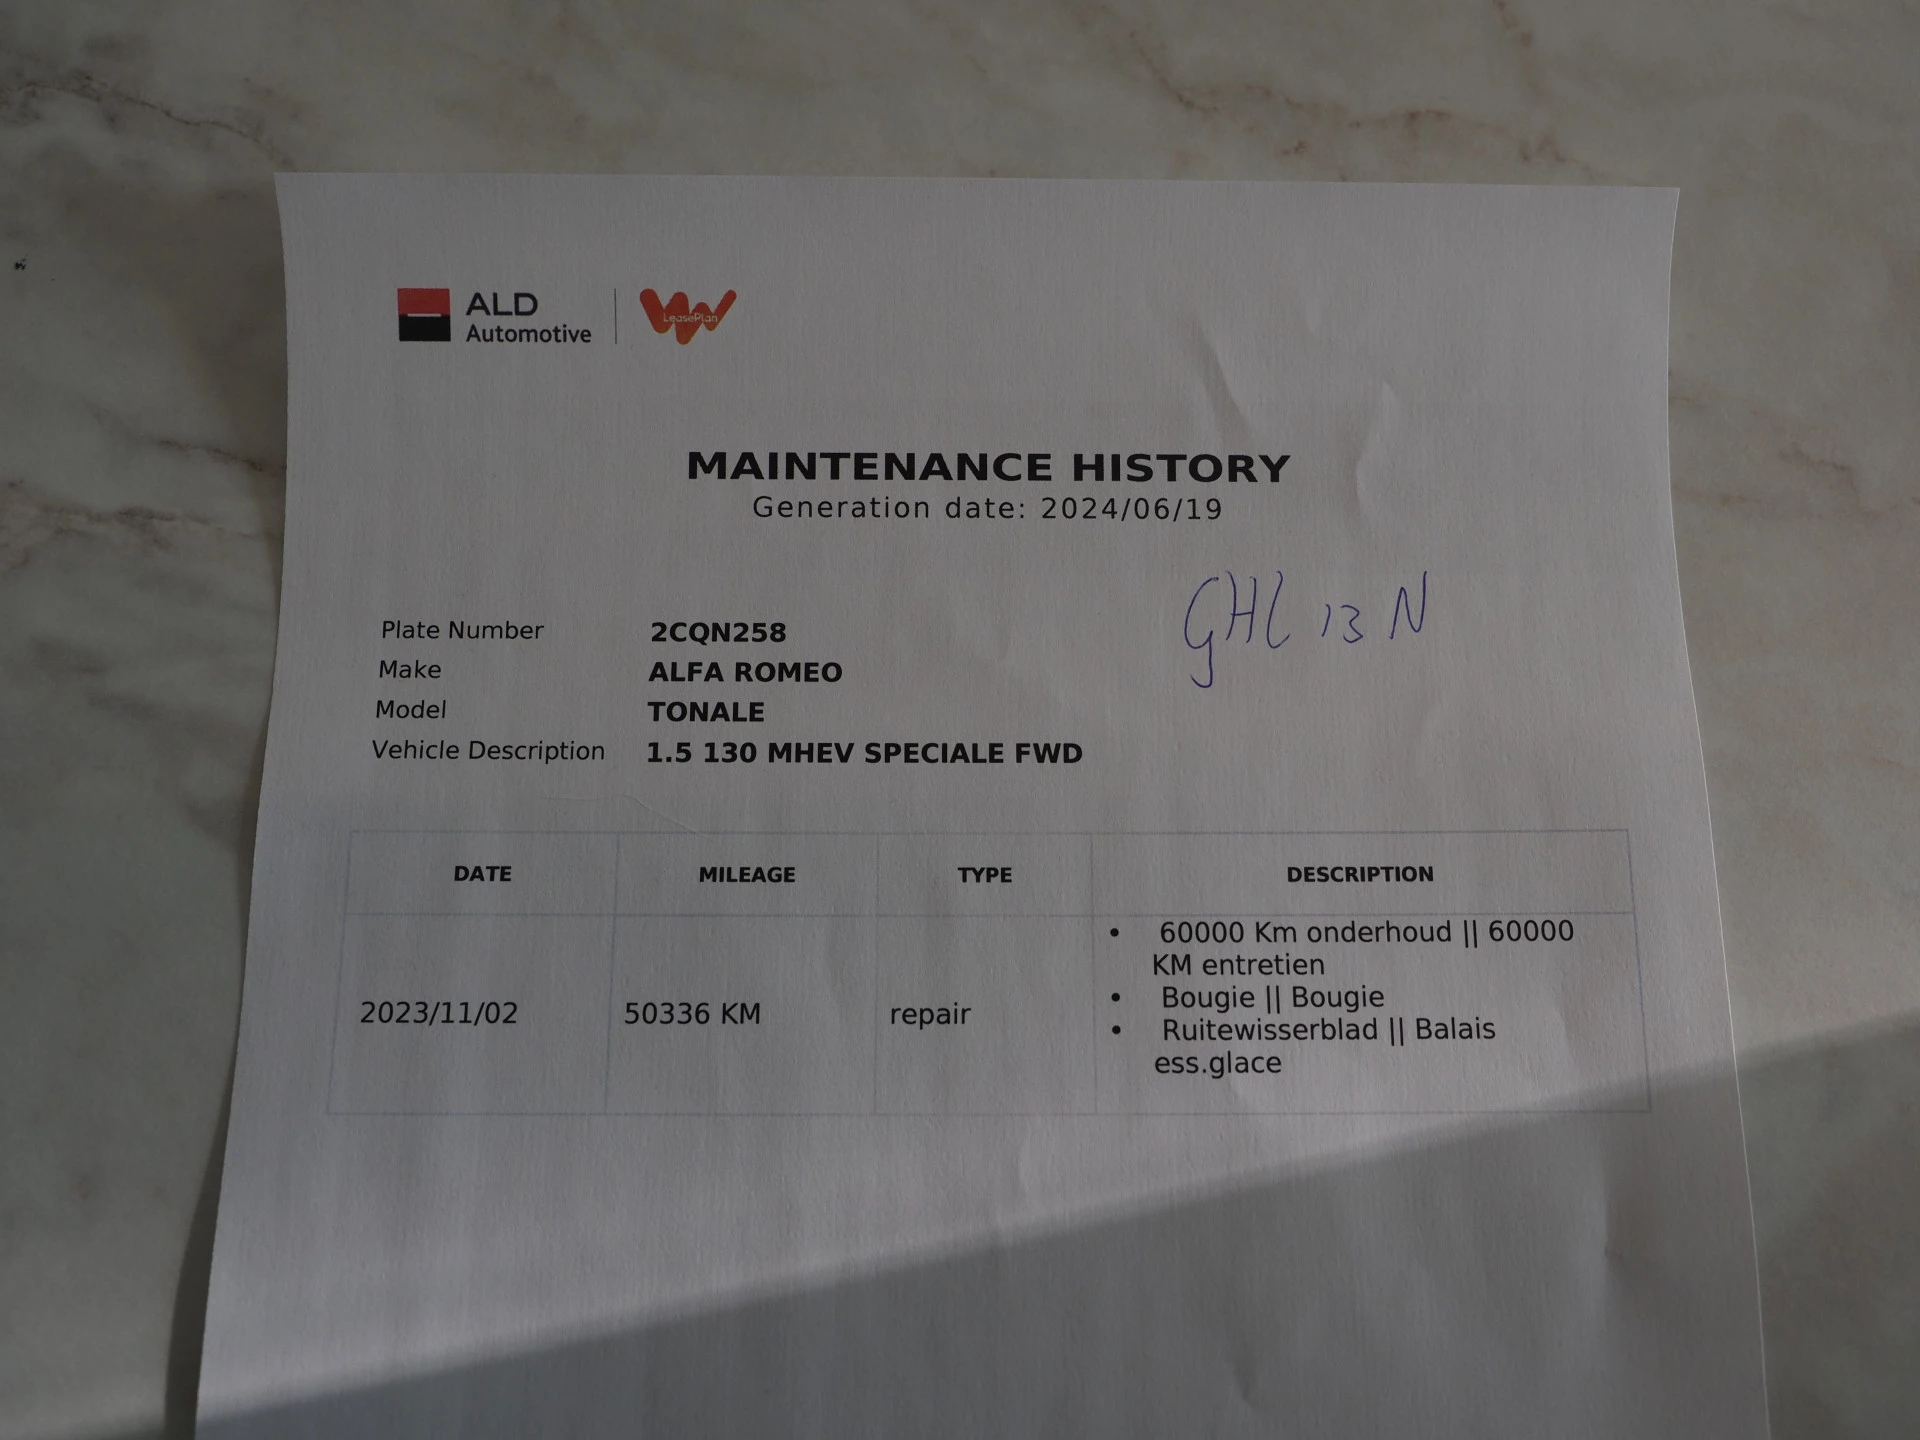 ALD
Automotive
LeasePlan
MAINTENANCE HISTORY
Generation date: 2024/06/19
GHL 13 N
Plate Number 2CQN258
Make ALFA ROMEO
Model TONALE
Vehicle Description 1.5 130 MHEV SPECIALE FWD
DATE MILEAGE TYPE DESCRIPTION
2023/11/02 50336 KM repair
• 60000 Km onderhoud || 60000
KM entretien
• Bougie || Bougie
• Ruitewisserblad || Balais
ess.glace